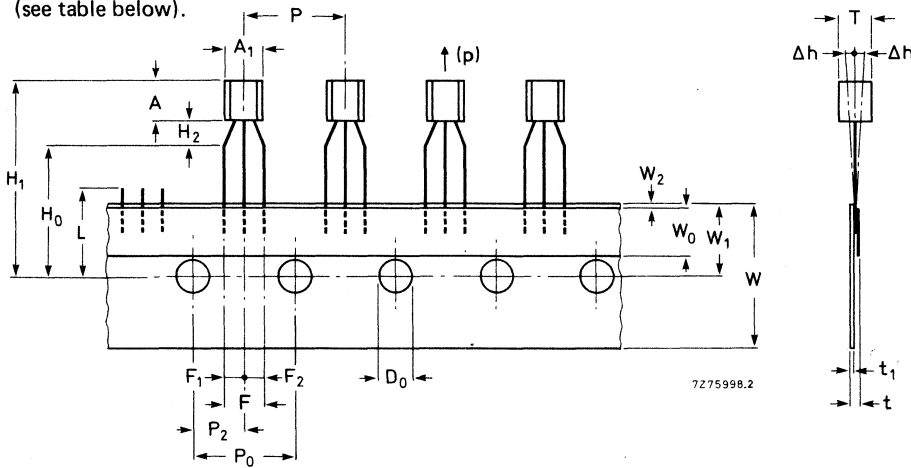 (see table below).
P
T
A₁
(p)
Δh
Δh
A
H₂
H₁
H₀
L
W₂
W₀
W₁
W
F₁
F₂
D₀
F
P₂
P₀
7Z75998.2
t₁
t